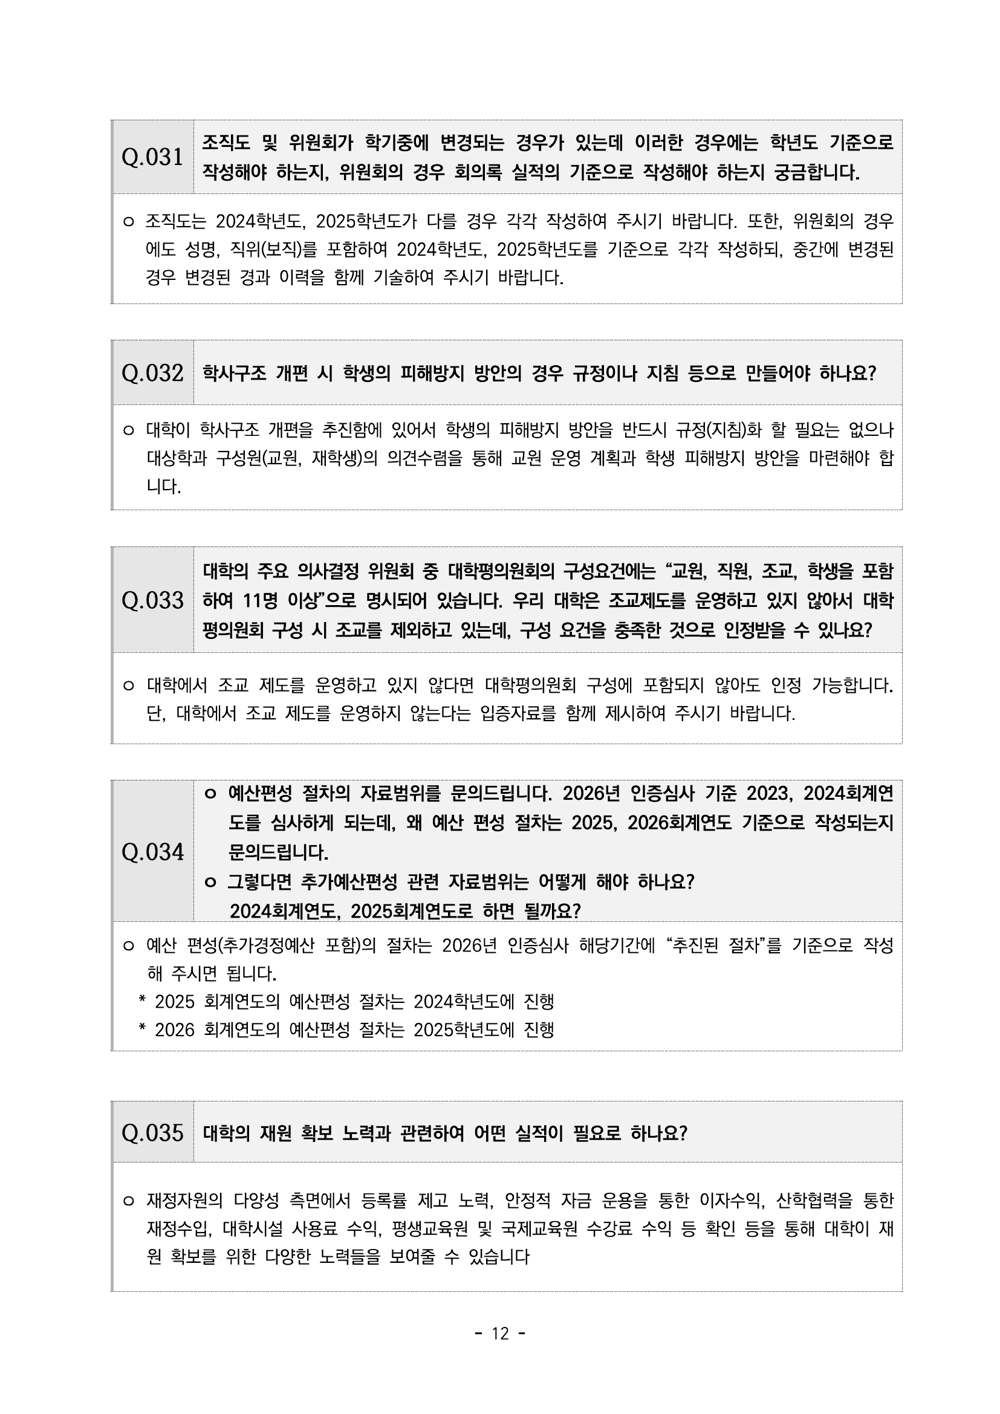 Q.031
조직도 및 위원회가 학기중에 변경되는 경우가 있는데 이러한 경우에는 학년도 기준으로
작성해야 하는지, 위원회의 경우 회의록 실적의 기준으로 작성해야 하는지 궁금합니다.
ㅇ 조직도는 2024학년도, 2025학년도가 다를 경우 각각 작성하여 주시기 바랍니다. 또한, 위원회의 경우
에도 성명, 직위(보직)를 포함하여 2024학년도, 2025학년도를 기준으로 각각 작성하되, 중간에 변경된
경우 변경된 경과 이력을 함께 기술하여 주시기 바랍니다.
Q.032
학사구조 개편 시 학생의 피해방지 방안의 경우 규정이나 지침 등으로 만들어야 하나요?
ㅇ 대학이 학사구조 개편을 추진함에 있어서 학생의 피해방지 방안을 반드시 규정(지침)화 할 필요는 없으나
대상학과 구성원(교원, 재학생)의 의견수렴을 통해 교원 운영 계획과 학생 피해방지 방안을 마련해야 합
니다.
Q.033
대학의 주요 의사결정 위원회 중 대학평의원회의 구성요건에는 “교원, 직원, 조교, 학생을 포함
하여 11명 이상”으로 명시되어 있습니다. 우리 대학은 조교제도를 운영하고 있지 않아서 대학
평의원회 구성 시 조교를 제외하고 있는데, 구성 요건을 충족한 것으로 인정받을 수 있나요?
ㅇ 대학에서 조교 제도를 운영하고 있지 않다면 대학평의원회 구성에 포함되지 않아도 인정 가능합니다.
단, 대학에서 조교 제도를 운영하지 않는다는 입증자료를 함께 제시하여 주시기 바랍니다.
Q.034
ㅇ 예산편성 절차의 자료범위를 문의드립니다. 2026년 인증심사 기준 2023, 2024회계연
도를 심사하게 되는데, 왜 예산 편성 절차는 2025, 2026회계연도 기준으로 작성되는지
문의드립니다.
ㅇ 그렇다면 추가예산편성 관련 자료범위는 어떻게 해야 하나요?
2024회계연도, 2025회계연도로 하면 될까요?
ㅇ 예산 편성(추가경정예산 포함)의 절차는 2026년 인증심사 해당기간에 “추진된 절차”를 기준으로 작성
해 주시면 됩니다.
* 2025 회계연도의 예산편성 절차는 2024학년도에 진행
* 2026 회계연도의 예산편성 절차는 2025학년도에 진행
Q.035
대학의 재원 확보 노력과 관련하여 어떤 실적이 필요로 하나요?
ㅇ 재정자원의 다양성 측면에서 등록률 제고 노력, 안정적 자금 운용을 통한 이자수익, 산학협력을 통한
재정수입, 대학시설 사용료 수익, 평생교육원 및 국제교육원 수강료 수익 등 확인 등을 통해 대학이 재
원 확보를 위한 다양한 노력들을 보여줄 수 있습니다
- 12 -